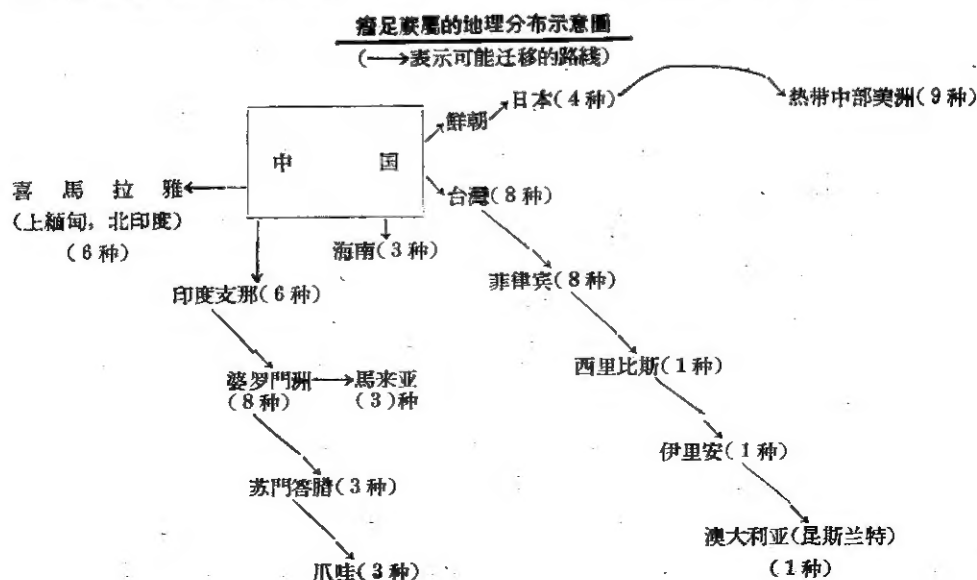 瘤足蕨屬的地理分布示意圖
(→表示可能迁移的路綫)
日本(4种)
热带中部美洲(9种)
鮮朝
中国
喜馬拉雅
(上緬甸,北印度)
(6种)
台灣(8种)
海南(3种)
菲律宾(8种)
印度支那(6种)
西里比斯(1种)
婆罗門洲
(8种)
馬来亚
(3)种
伊里安(1种)
苏門答腊(3种)
澳大利亚(昆斯兰特)
(1种)
爪哇(3种)